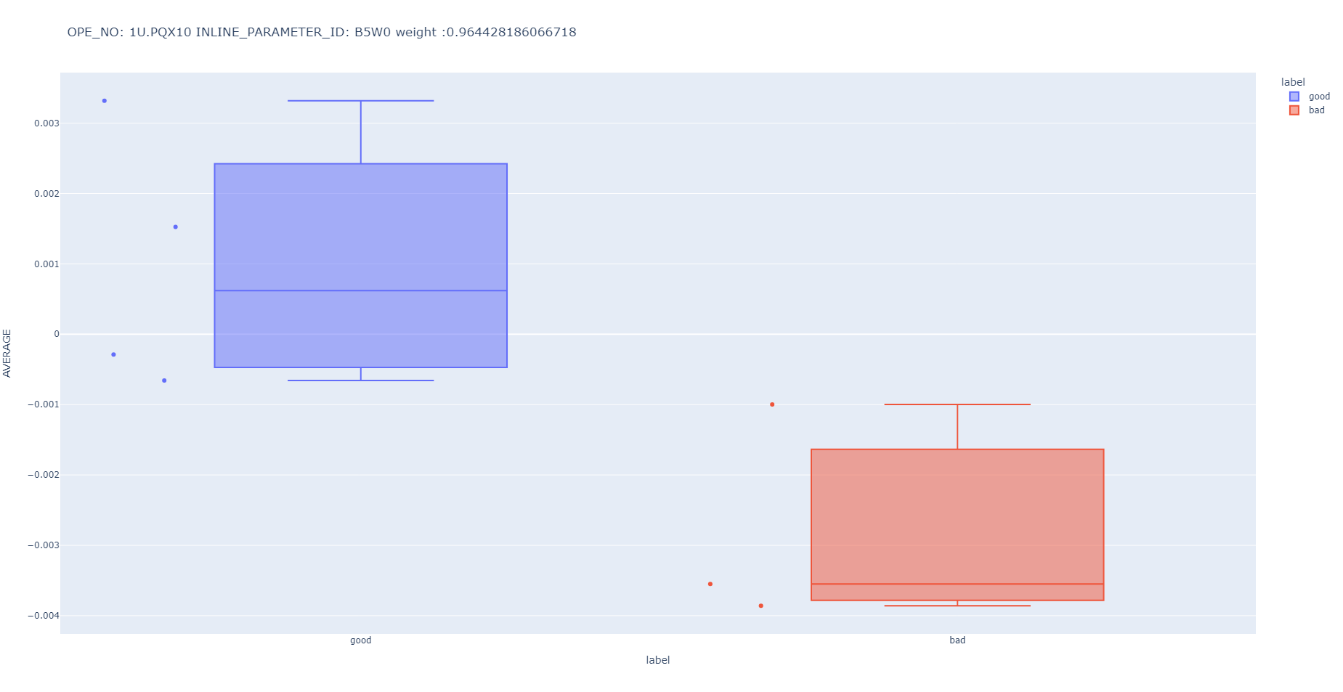 OPE_NO: 1U.PQX10 INLINE_PARAMETER_ID: B5W0 weight :0.964428186066718
label
good
bad
0.003
0.002
0.001
0
−0.001
−0.002
−0.003
−0.004
AVERAGE
good
bad
label